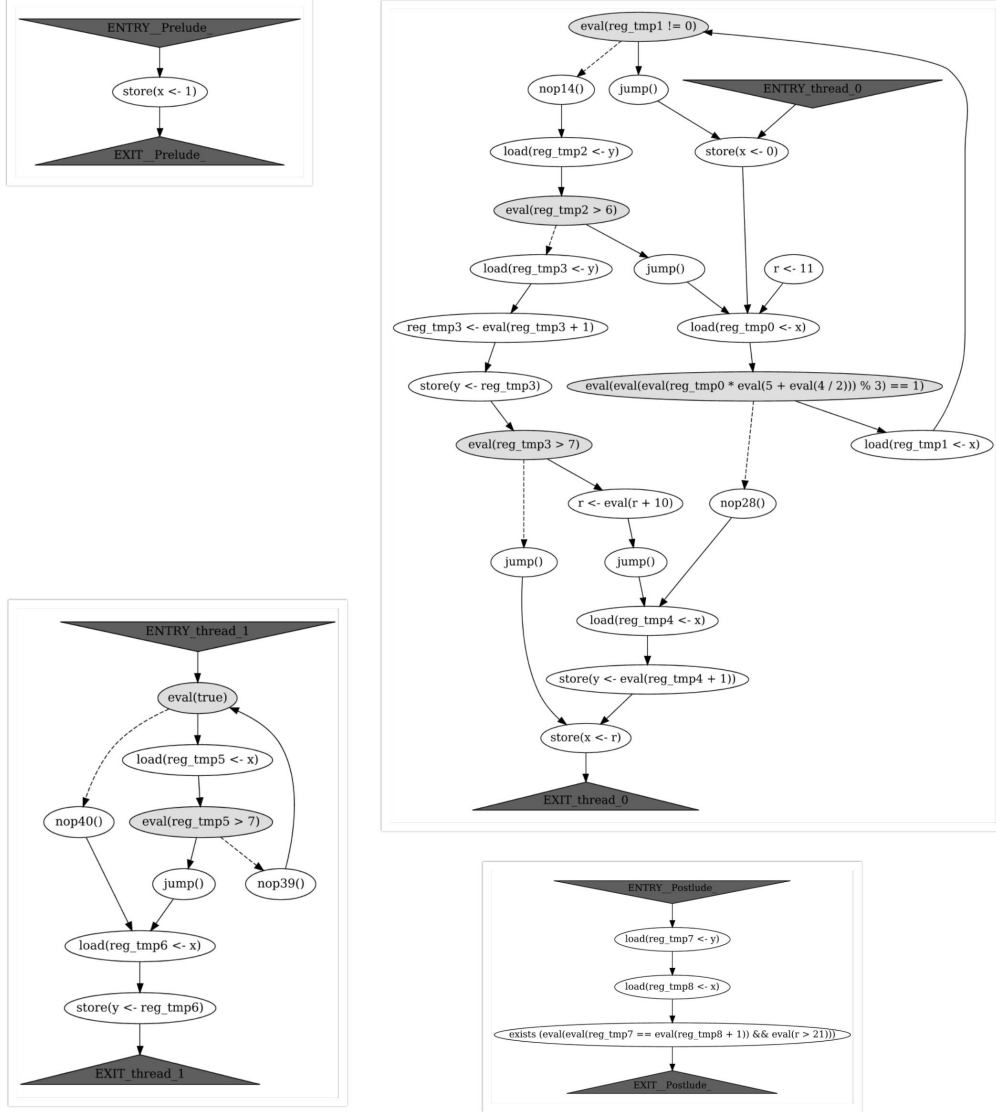 ENTRY__Prelude_
store(x <- 1)
EXIT__Prelude_
eval(reg_tmp1 != 0)
nop14()
jump()
ENTRY_thread_0
load(reg_tmp2 <- y)
store(x <- 0)
eval(reg_tmp2 > 6)
load(reg_tmp3 <- y)
jump()
r <- 11
reg_tmp3 <- eval(reg_tmp3 + 1)
load(reg_tmp0 <- x)
store(y <- reg_tmp3)
eval(eval(eval(reg_tmp0 * eval(5 + eval(4 / 2))) % 3) == 1)
eval(reg_tmp3 > 7)
load(reg_tmp1 <- x)
r <- eval(r + 10)
nop28()
jump()
jump()
load(reg_tmp4 <- x)
store(y <- eval(reg_tmp4 + 1))
store(x <- r)
EXIT_thread_0
ENTRY_thread_1
eval(true)
load(reg_tmp5 <- x)
nop40()
eval(reg_tmp5 > 7)
jump()
nop39()
load(reg_tmp6 <- x)
store(y <- reg_tmp6)
EXIT_thread_1
ENTRY__Postlude_
load(reg_tmp7 <- y)
load(reg_tmp8 <- x)
exists (eval(eval(reg_tmp7 == eval(reg_tmp8 + 1)) && eval(r > 21)))
EXIT__Postlude_